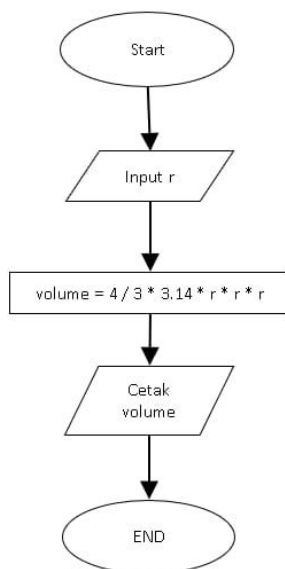 Start
Input r
volume = 4 / 3 * 3.14 * r * r * r
Cetak
volume
END